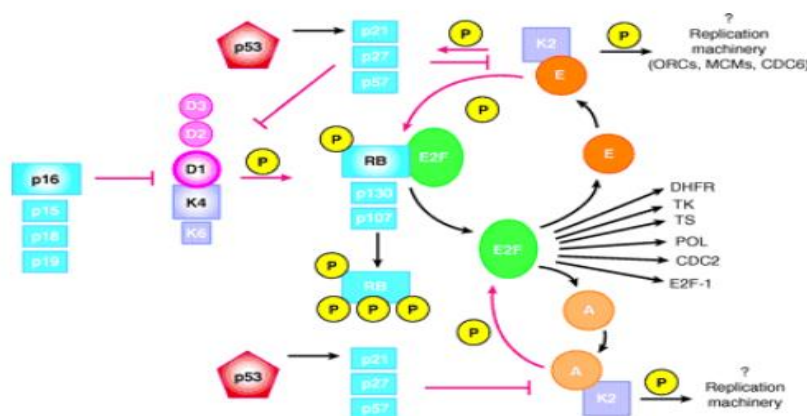 p53
p21
p27
p57
P
K2
E
P
?
Replication
machinery
(ORCs, MCMs, CDC6)
P
D3
D2
D1
K4
K6
P
P
RB
E2F
p130
p107
E
p16
p15
p18
p19
E2F
DHFR
TK
TS
POL
CDC2
E2F-1
P
RB
P
P
P
A
P
p53
p21
p27
p57
A
K2
P
?
Replication
machinery